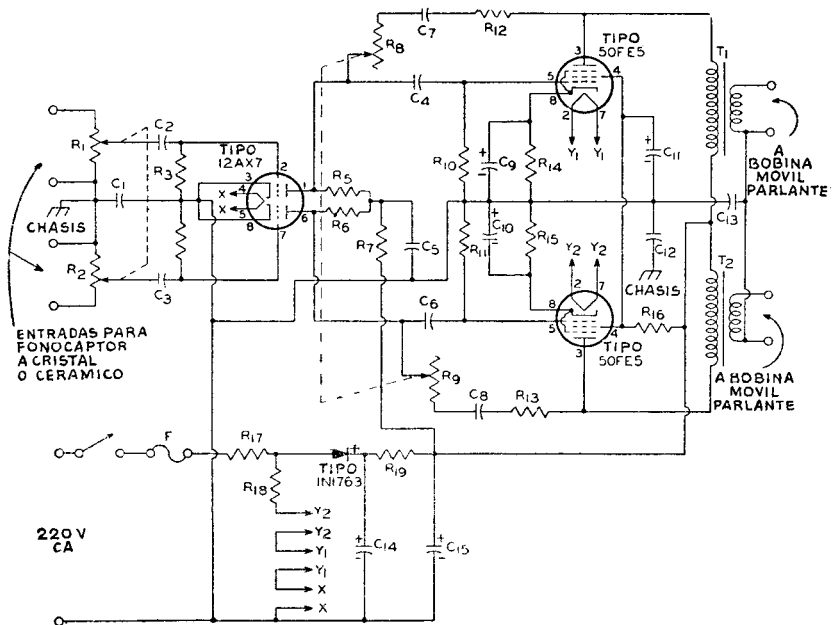 C7
R12
R8
TIPO
50FE5
3
5
4
8
2
7
Y1
Y1
T1
C4
R1
C2
R3
TIPO
12AX7
2
3
4
5
8
7
1
6
X
X
R5
R6
R10
C9
+
-
R14
C11
+
A
BOBINA
MOVIL
PARLANTE
C1
CHASIS
R7
C5
C13
R2
C3
R11
C10
+
-
R15
C12
CHASIS
Y2
Y2
2
7
8
5
4
3
T2
R16
TIPO
50FE5
C6
R9
C8
R13
ENTRADAS PARA
FONOCAPTOR
A CRISTAL
O CERAMICO
A BOBINA
MOVIL
PARLANTE
F
R17
TIPO
1N1763
+
R19
R18
Y2
Y2
Y1
Y1
X
X
220V
CA
+
-
C14
+
-
C15